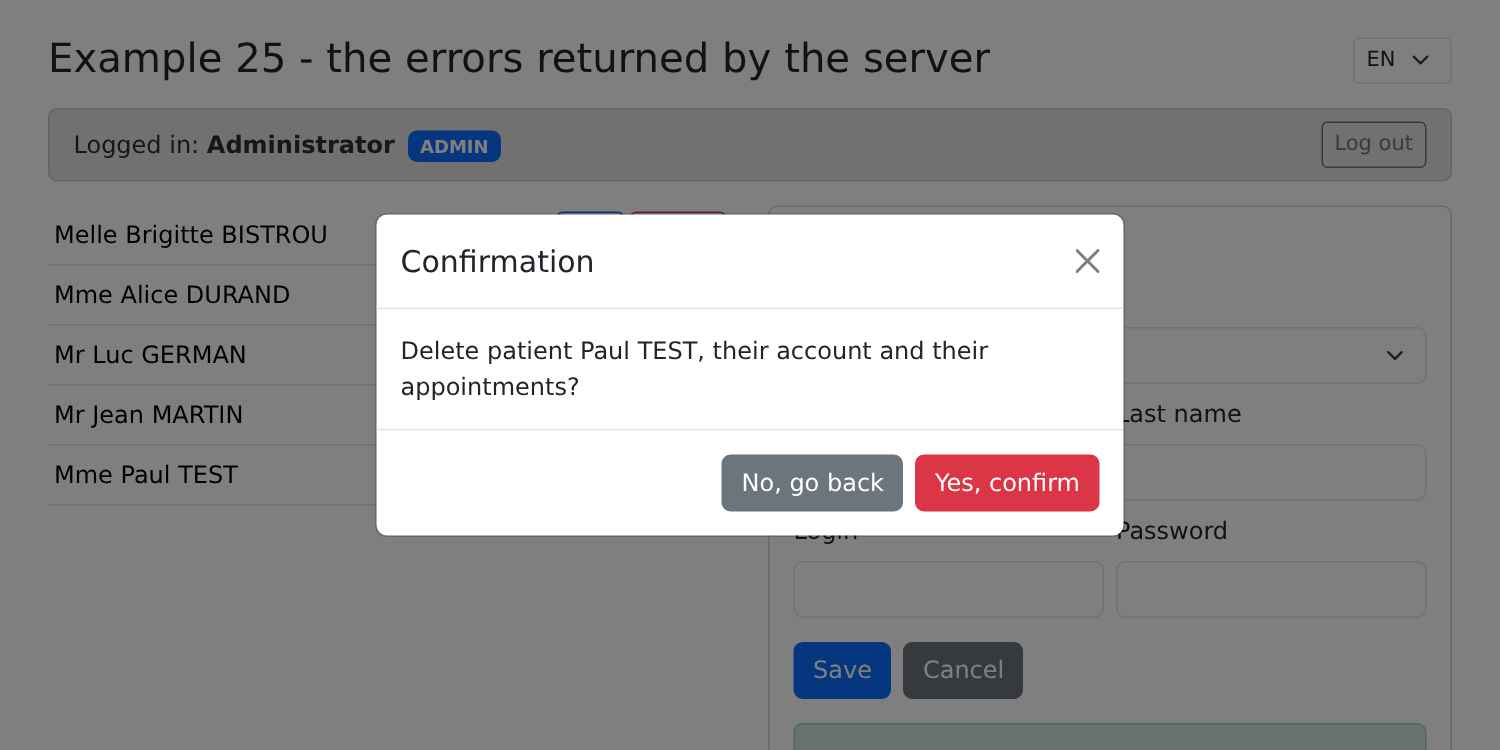 Example 25 - the errors returned by the server
EN
Logged in: Administrator ADMIN
Log out
Melle Brigitte BISTROU
Mme Alice DURAND
Mr Luc GERMAN
Mr Jean MARTIN
Mme Paul TEST
Confirmation
Delete patient Paul TEST, their account and their
appointments?
No, go back
Yes, confirm
Last name
Login
Password
Save
Cancel